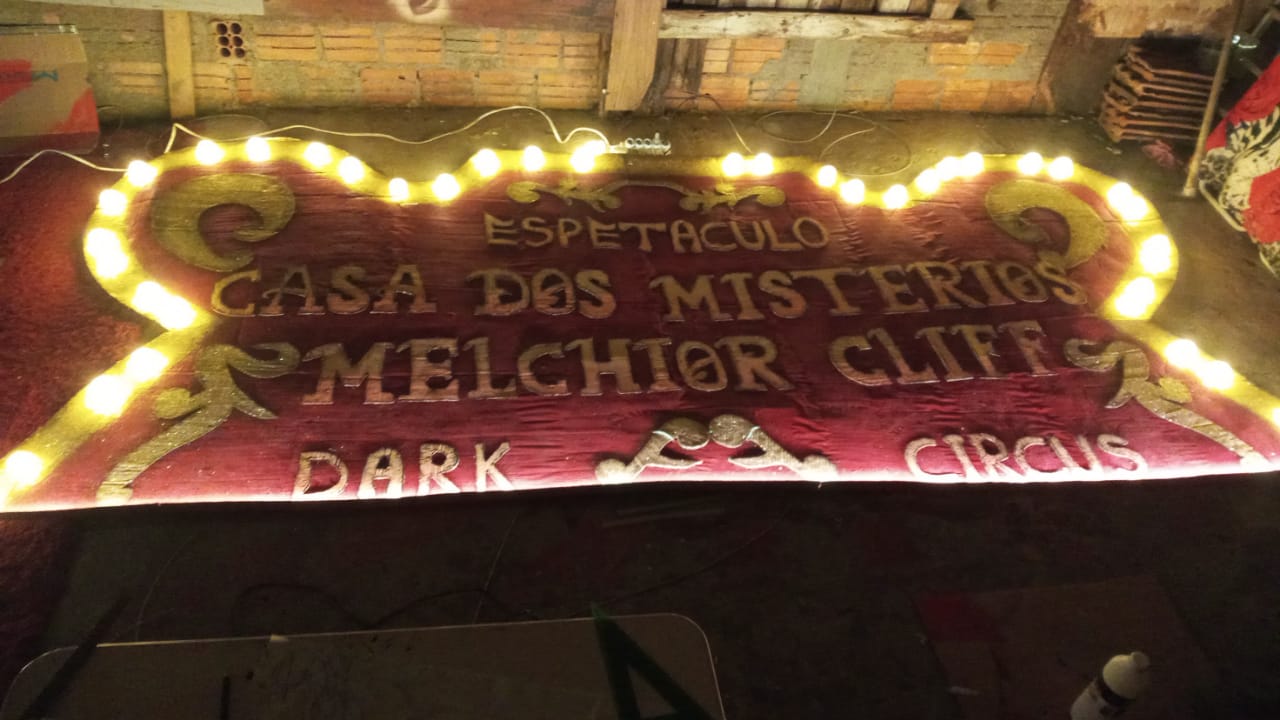 ESPETACULO
CASA DOS MISTERIOS
MELCHIOR CLIFF
DARK CIRCUS